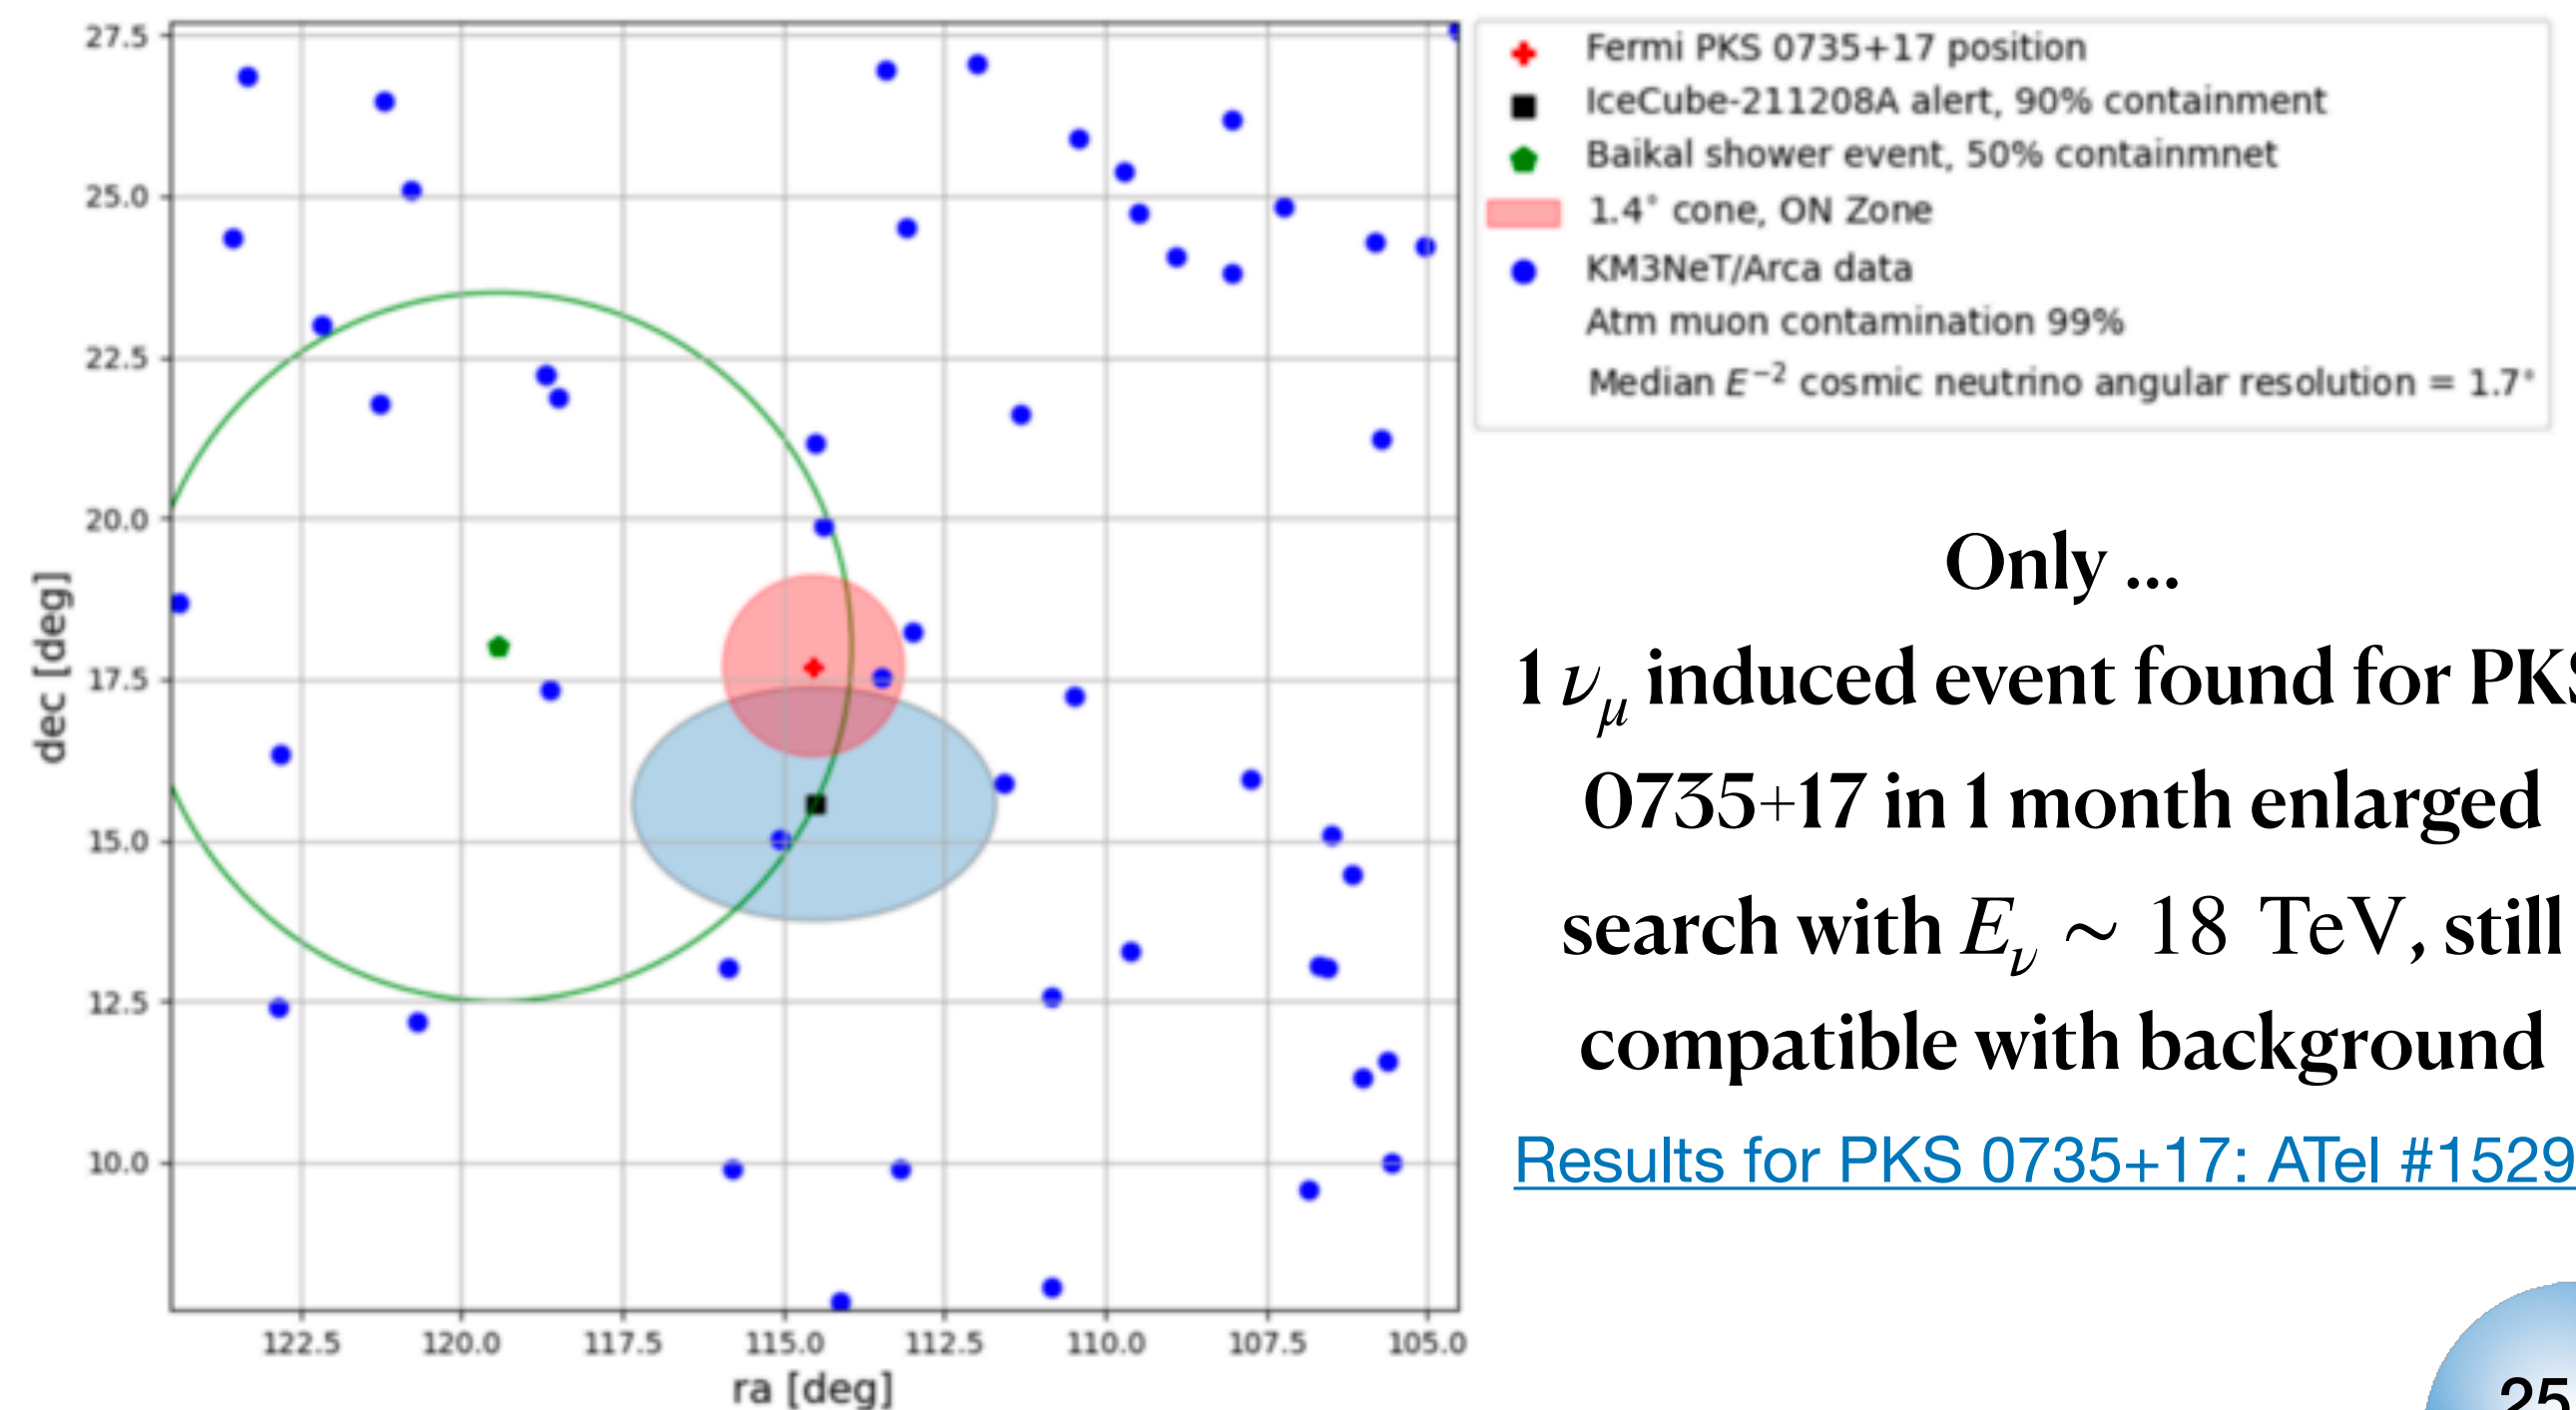 27.5
25.0
22.5
20.0
17.5
15.0
12.5
10.0
dec [deg]
122.5 120.0 117.5 115.0 112.5 110.0 107.5 105.0
ra [deg]
Fermi PKS 0735+17 position
IceCube-211208A alert, 90% containment
Baikal shower event, 50% containmnet
1.4° cone, ON Zone
KM3NeT/Arca data
Atm muon contamination 99%
Median E⁻² cosmic neutrino angular resolution = 1.7°
Only ...
1 νμ induced event found for PKS
0735+17 in 1 month enlarged
search with Eν ∼ 18 TeV, still
compatible with background
Results for PKS 0735+17: ATel #1529
25